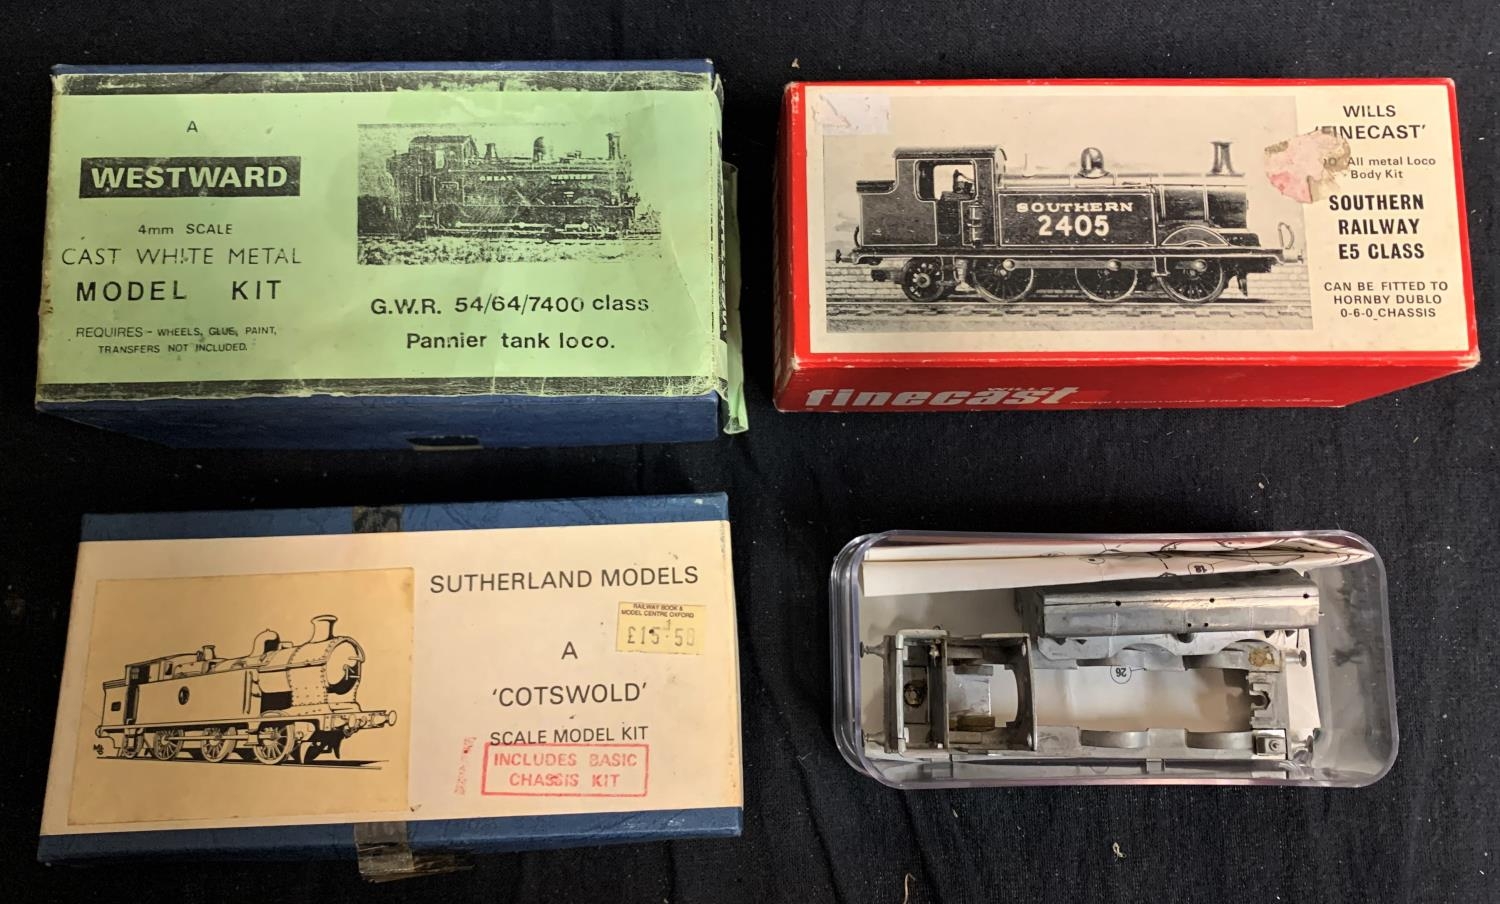 A
WESTWARD
4mm SCALE
CAST WHITE METAL
MODEL KIT
REQUIRES - WHEELS, GLUE, PAINT,
TRANSFERS NOT INCLUDED.
GREAT WESTERN
G.W.R. 54/64/7400 class
Pannier tank loco.
SOUTHERN
2405
WILLS
'FINECAST'
All metal Loco
Body Kit
SOUTHERN
RAILWAY
E5 CLASS
CAN BE FITTED TO
HORNBY DUBLO
0-6-0 CHASSIS
WILLS
finecast
SUTHERLAND MODELS
RAILWAY BOOK &
MODEL CENTRE OXFORD
£15.50
A
'COTSWOLD'
SCALE MODEL KIT
INCLUDES BASIC
CHASSIS KIT
18
26